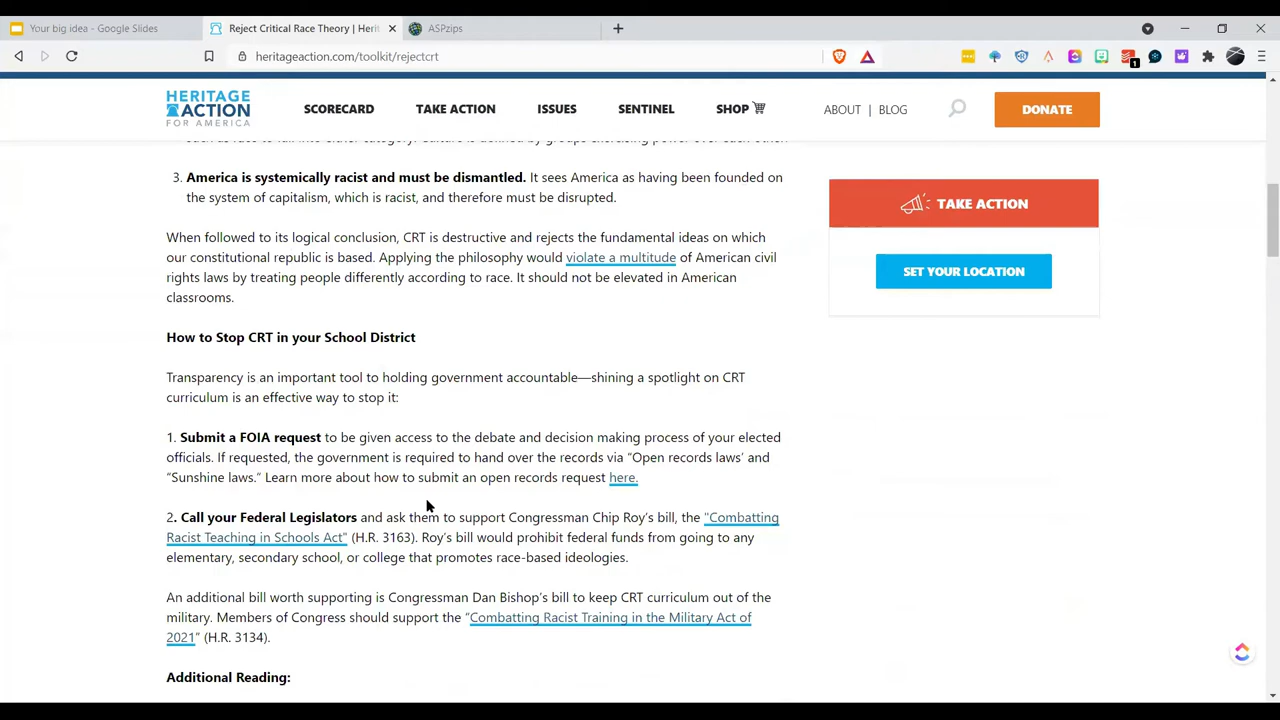 Your big idea - Google Slides
Reject Critical Race Theory | Herit
ASPzips
heritageaction.com/toolkit/rejectcrt
1
HERITAGE
ACTION
FOR AMERICA
SCORECARD
TAKE ACTION
ISSUES
SENTINEL
SHOP
ABOUT | BLOG
DONATE
3. America is systemically racist and must be dismantled. It sees America as having been founded on
the system of capitalism, which is racist, and therefore must be disrupted.
When followed to its logical conclusion, CRT is destructive and rejects the fundamental ideas on which
our constitutional republic is based. Applying the philosophy would violate a multitude of American civil
rights laws by treating people differently according to race. It should not be elevated in American
classrooms.
How to Stop CRT in your School District
Transparency is an important tool to holding government accountable—shining a spotlight on CRT
curriculum is an effective way to stop it:
1. Submit a FOIA request to be given access to the debate and decision making process of your elected
officials. If requested, the government is required to hand over the records via “Open records laws’ and
“Sunshine laws.” Learn more about how to submit an open records request here.
2. Call your Federal Legislators and ask them to support Congressman Chip Roy’s bill, the "Combatting
Racist Teaching in Schools Act" (H.R. 3163). Roy’s bill would prohibit federal funds from going to any
elementary, secondary school, or college that promotes race-based ideologies.
An additional bill worth supporting is Congressman Dan Bishop’s bill to keep CRT curriculum out of the
military. Members of Congress should support the “Combatting Racist Training in the Military Act of
2021” (H.R. 3134).
Additional Reading:
TAKE ACTION
SET YOUR LOCATION